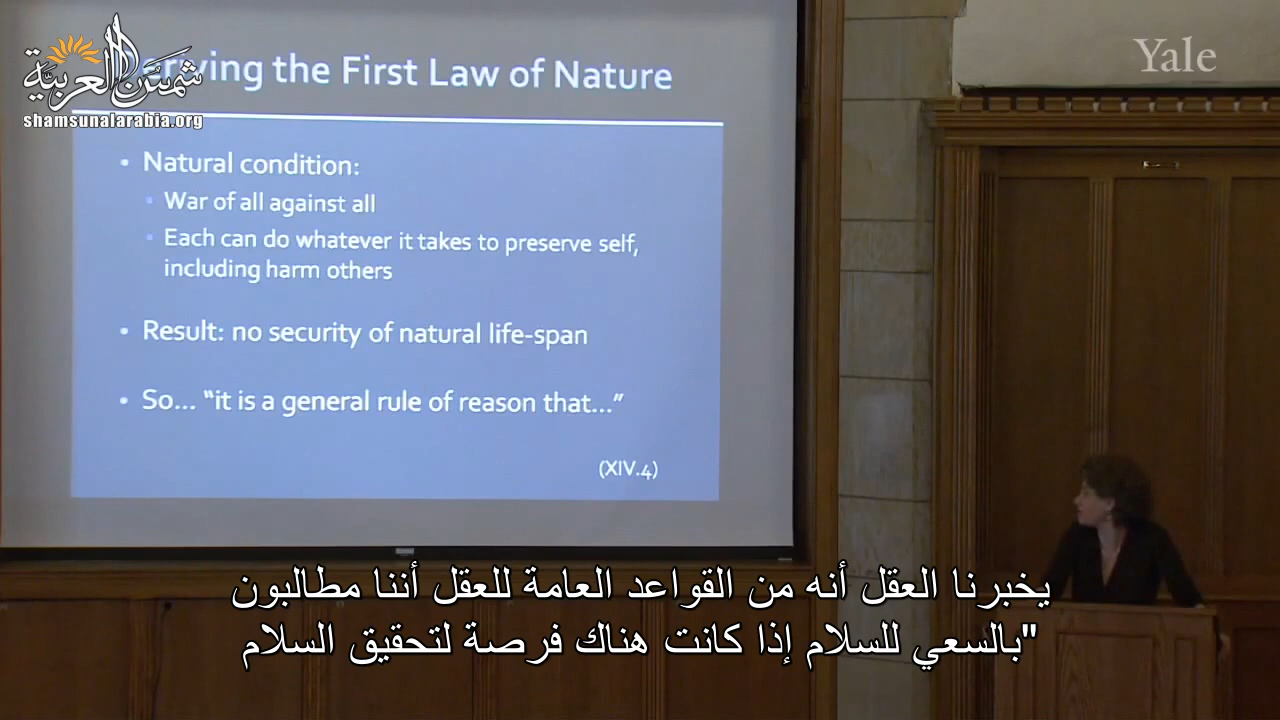 شمس العربية
shamsunalarabia.org
Yale
ving the First Law of Nature
• Natural condition:
▪ War of all against all
▪ Each can do whatever it takes to preserve self,
including harm others
• Result: no security of natural life-span
• So... “it is a general rule of reason that...”
(XIV.4)
يخبرنا العقل أنه من القواعد العامة للعقل أننا مطالبون
بالسعي للسلام إذا كانت هناك فرصة لتحقيق السلام"